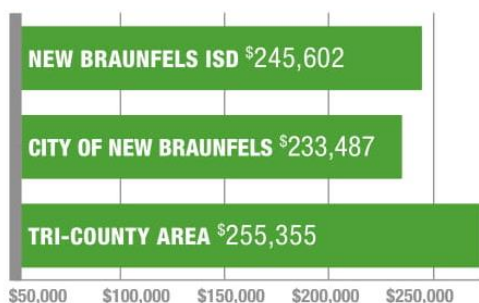 NEW BRAUNFELS ISD $245,602
CITY OF NEW BRAUNFELS $233,487
TRI-COUNTY AREA $255,355
$50,000 $100,000 $150,000 $200,000 $250,000